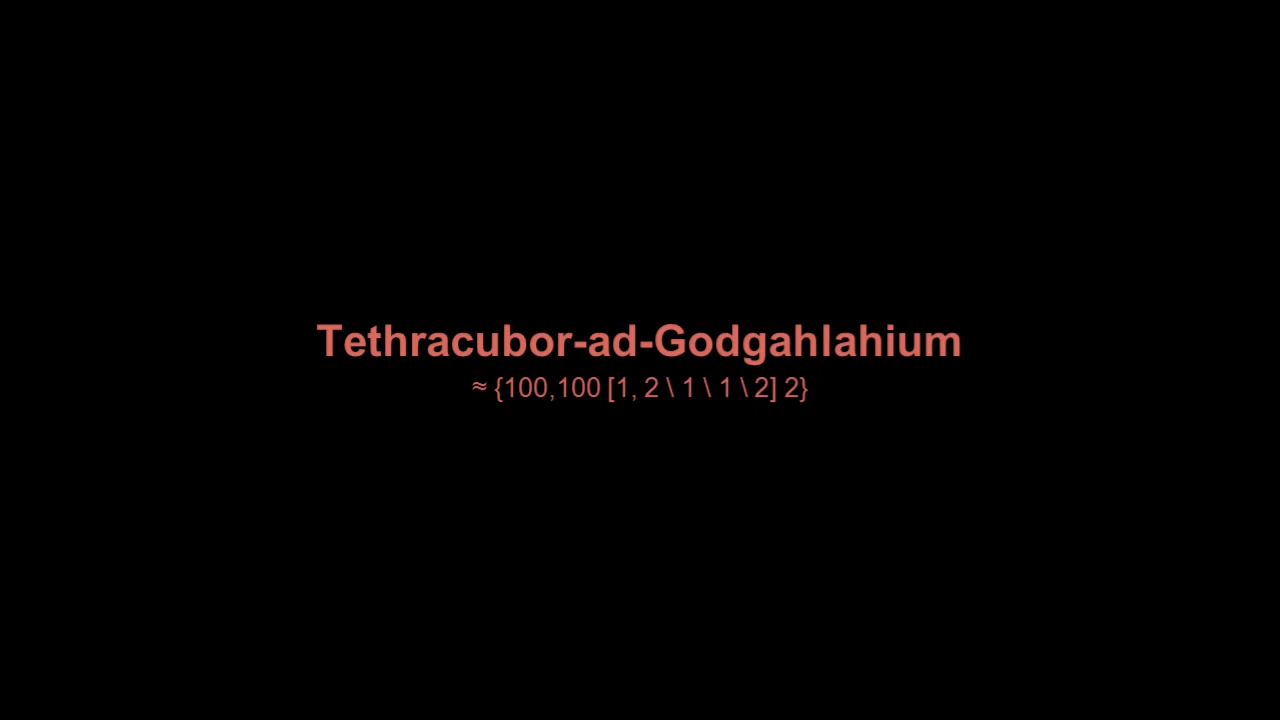 Tethracubor-ad-Godgahlahium
≈ {100,100 [1, 2 \ 1 \ 1 \ 2] 2}